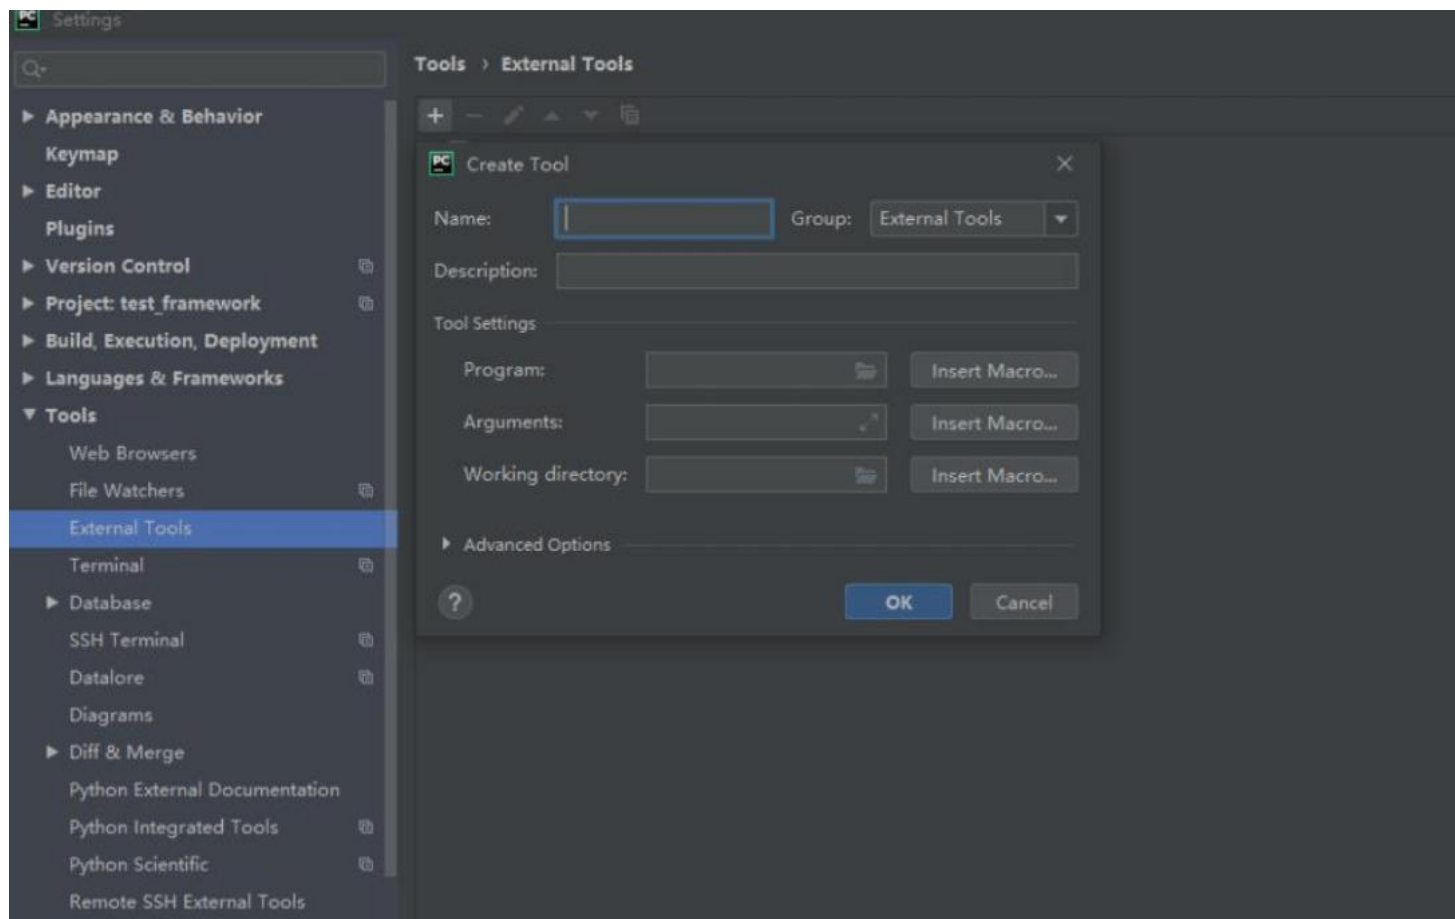 PC Settings
Tools › External Tools
Appearance & Behavior
Keymap
Editor
Plugins
Version Control
Project: test_framework
Build, Execution, Deployment
Languages & Frameworks
Tools
Web Browsers
File Watchers
External Tools
Terminal
Database
SSH Terminal
Datalore
Diagrams
Diff & Merge
Python External Documentation
Python Integrated Tools
Python Scientific
Remote SSH External Tools
PC Create Tool
Name: Group: External Tools
Description:
Tool Settings
Program: Insert Macro...
Arguments: Insert Macro...
Working directory: Insert Macro...
Advanced Options
? OK Cancel